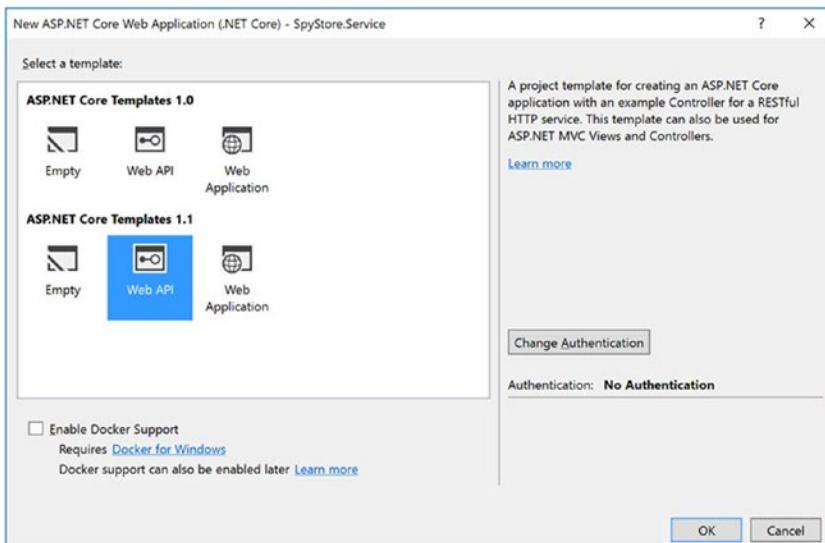 New ASP.NET Core Web Application (.NET Core) - SpyStore.Service
?
Select a template:
ASP.NET Core Templates 1.0
Empty
Web API
Web
Application
ASP.NET Core Templates 1.1
Empty
Web API
Web
Application
A project template for creating an ASP.NET Core
application with an example Controller for a RESTful
HTTP service. This template can also be used for
ASP.NET MVC Views and Controllers.
Learn more
Change Authentication
Authentication: No Authentication
Enable Docker Support
Requires Docker for Windows
Docker support can also be enabled later Learn more
OK
Cancel